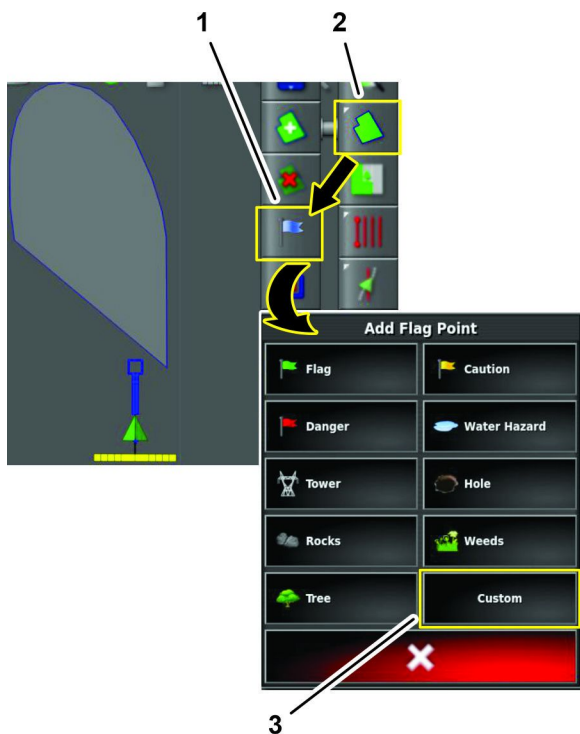 1 2
Add Flag Point
Flag Caution
Danger Water Hazard
Tower Hole
Rocks Weeds
Tree Custom
3